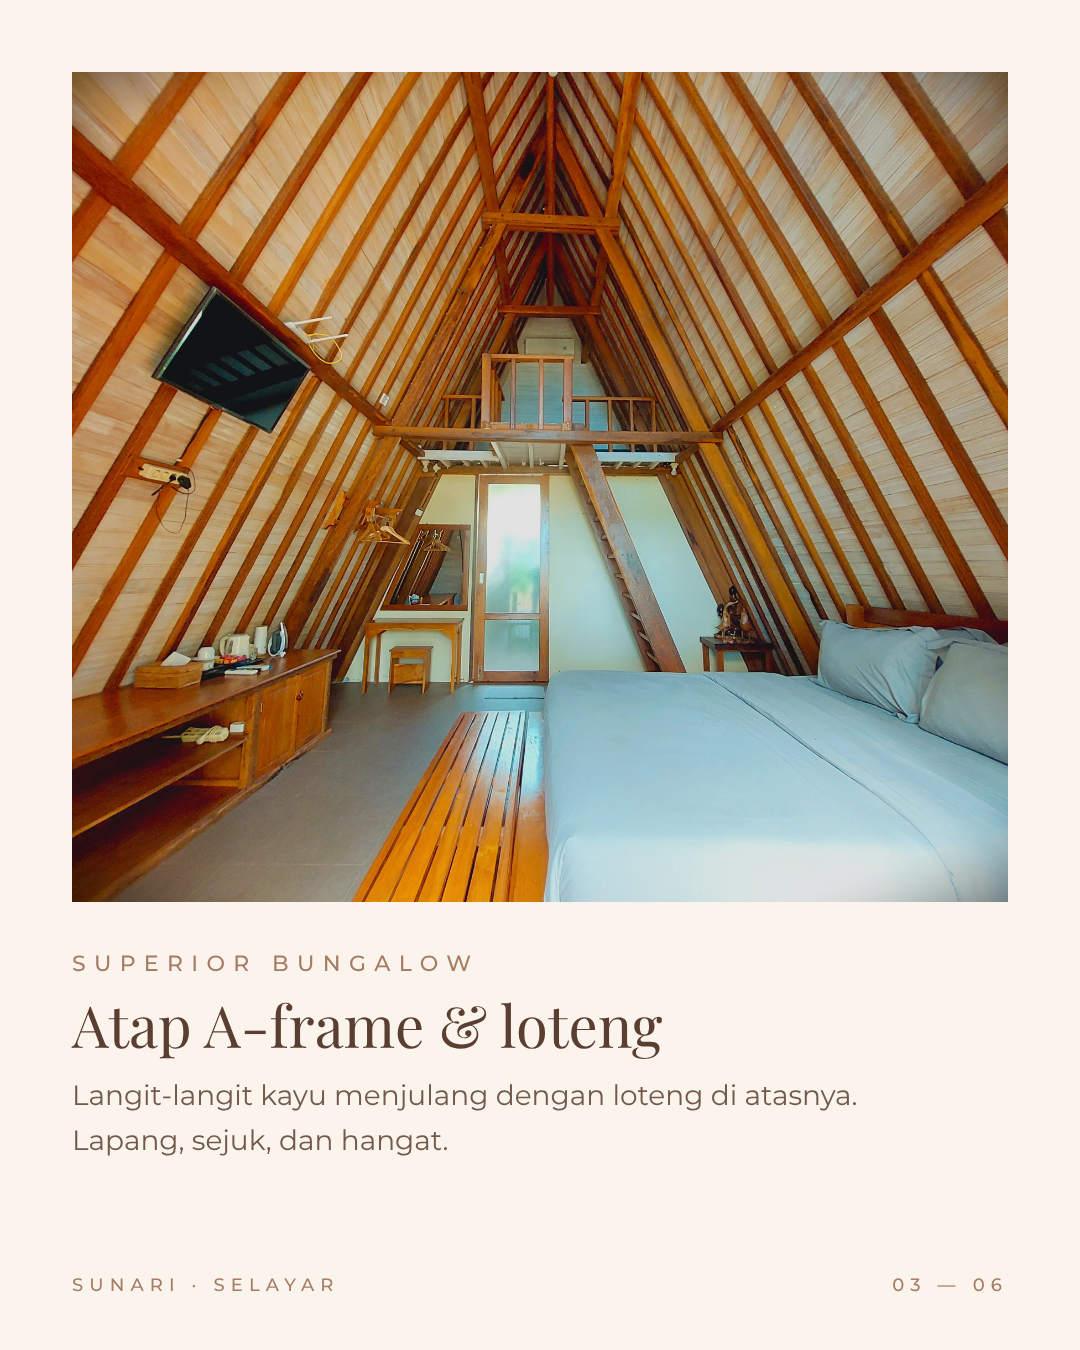 SUPERIOR BUNGALOW
Atap A-frame & loteng
Langit-langit kayu menjulang dengan loteng di atasnya.
Lapang, sejuk, dan hangat.
SUNARI · SELAYAR
03 — 06